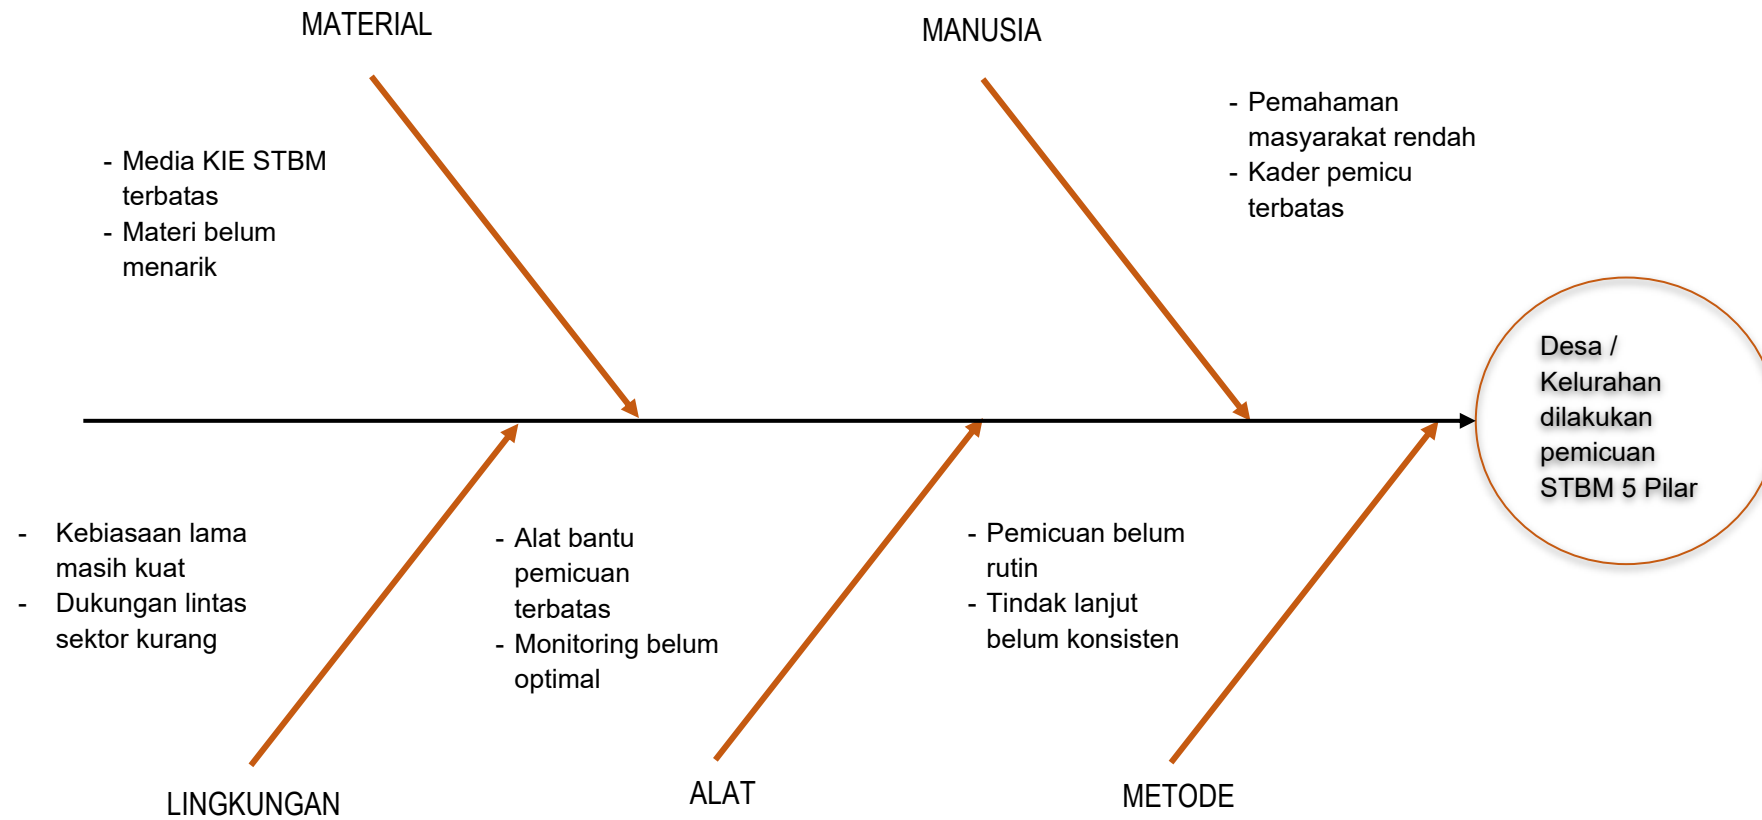 MATERIAL
MANUSIA
- Media KIE STBM
terbatas
- Materi belum
menarik
- Pemahaman
masyarakat rendah
- Kader pemicu
terbatas
Desa /
Kelurahan
dilakukan
pemicuan
STBM 5 Pilar
- Kebiasaan lama
masih kuat
- Dukungan lintas
sektor kurang
- Alat bantu
pemicuan
terbatas
- Monitoring belum
optimal
- Pemicuan belum
rutin
- Tindak lanjut
belum konsisten
LINGKUNGAN
ALAT
METODE